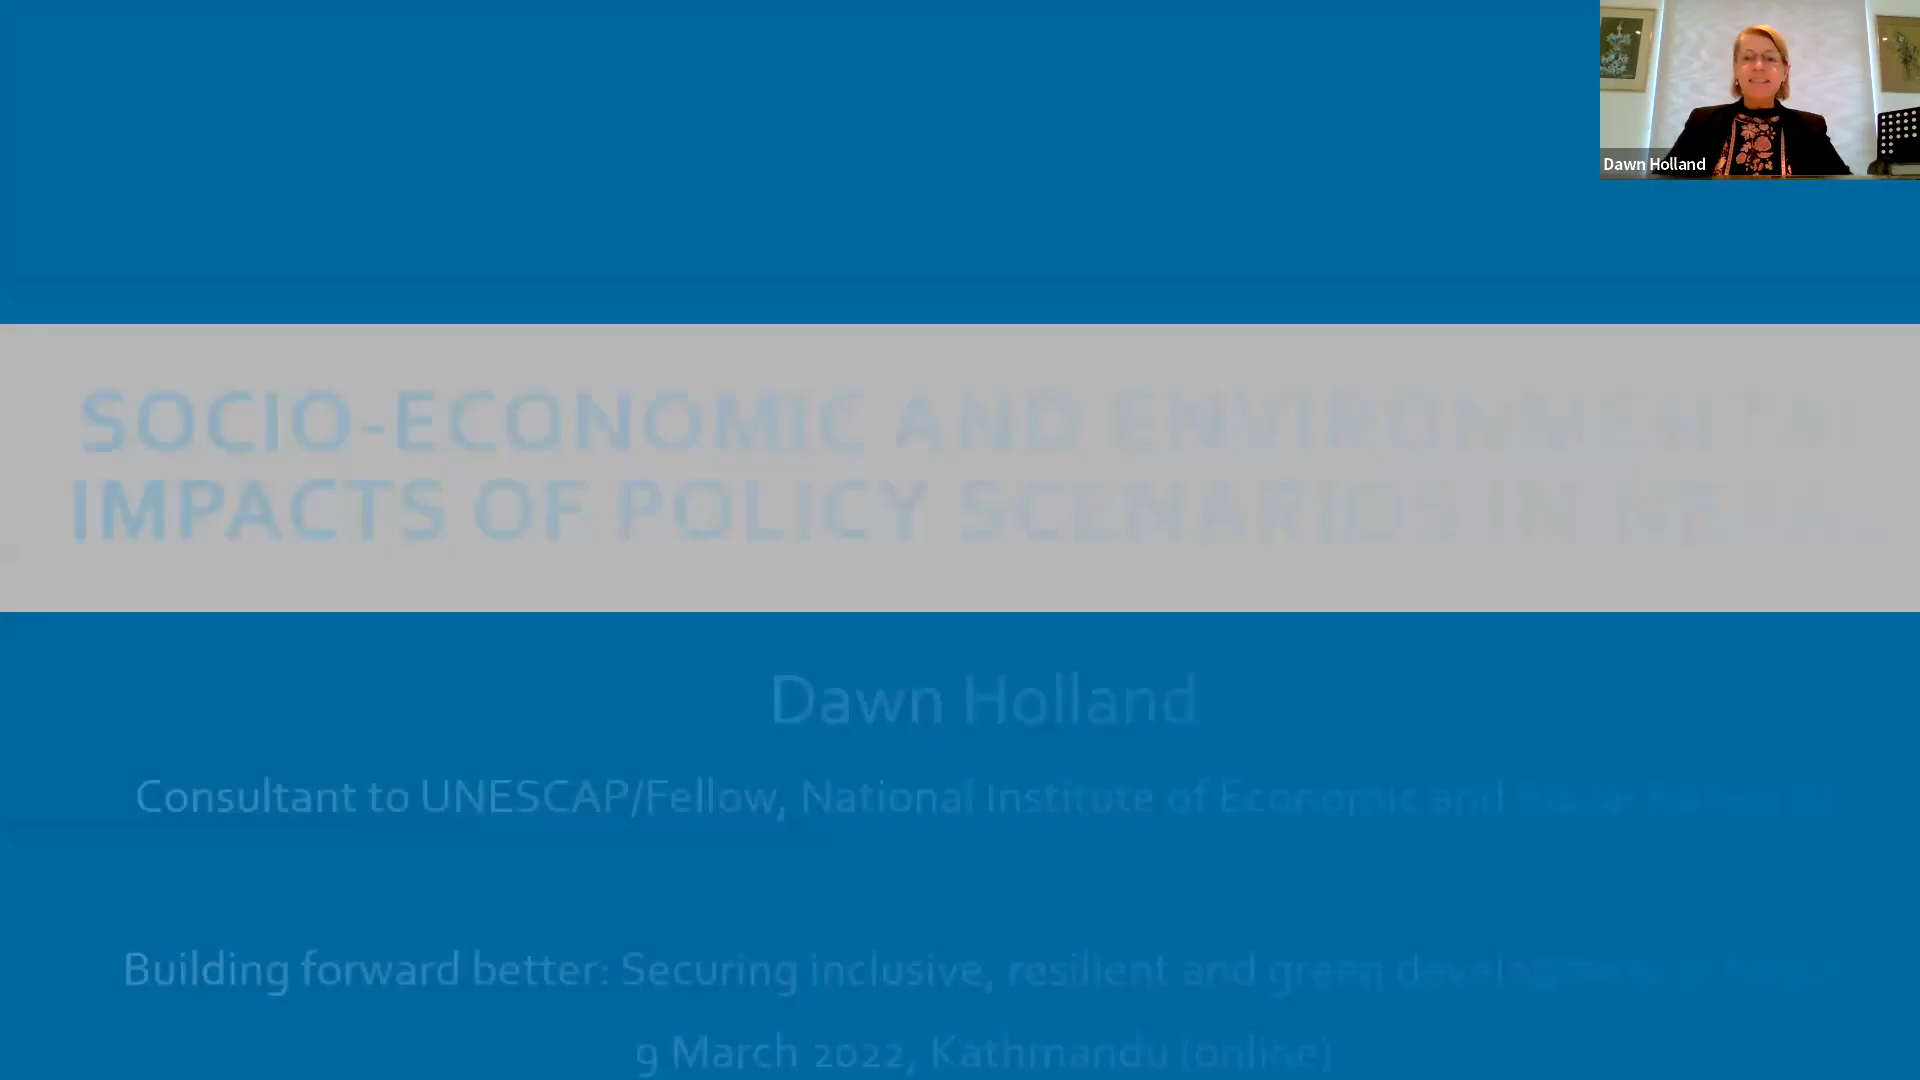 Dawn Holland
SOCIO-ECONOMIC AND ENVIRONMENTAL
IMPACTS OF POLICY SCENARIOS IN NEPAL
Dawn Holland
Consultant to UNESCAP/Fellow, National Institute of Economic and Social Research
Building forward better: Securing inclusive, resilient and green development in Nepal
9 March 2022, Kathmandu (online)